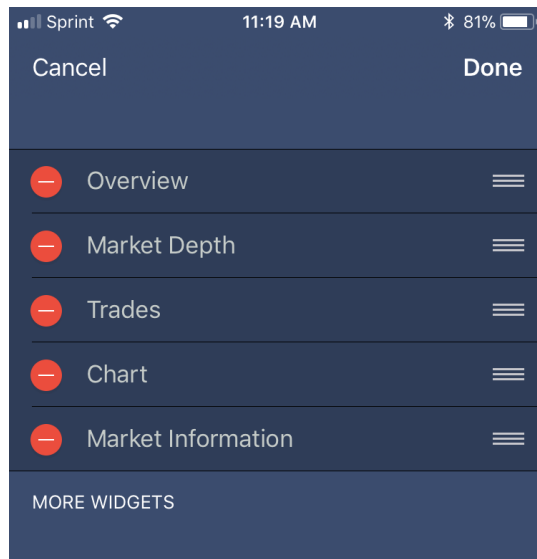 Sprint 11:19 AM 81%
Cancel Done
Overview
Market Depth
Trades
Chart
Market Information
MORE WIDGETS